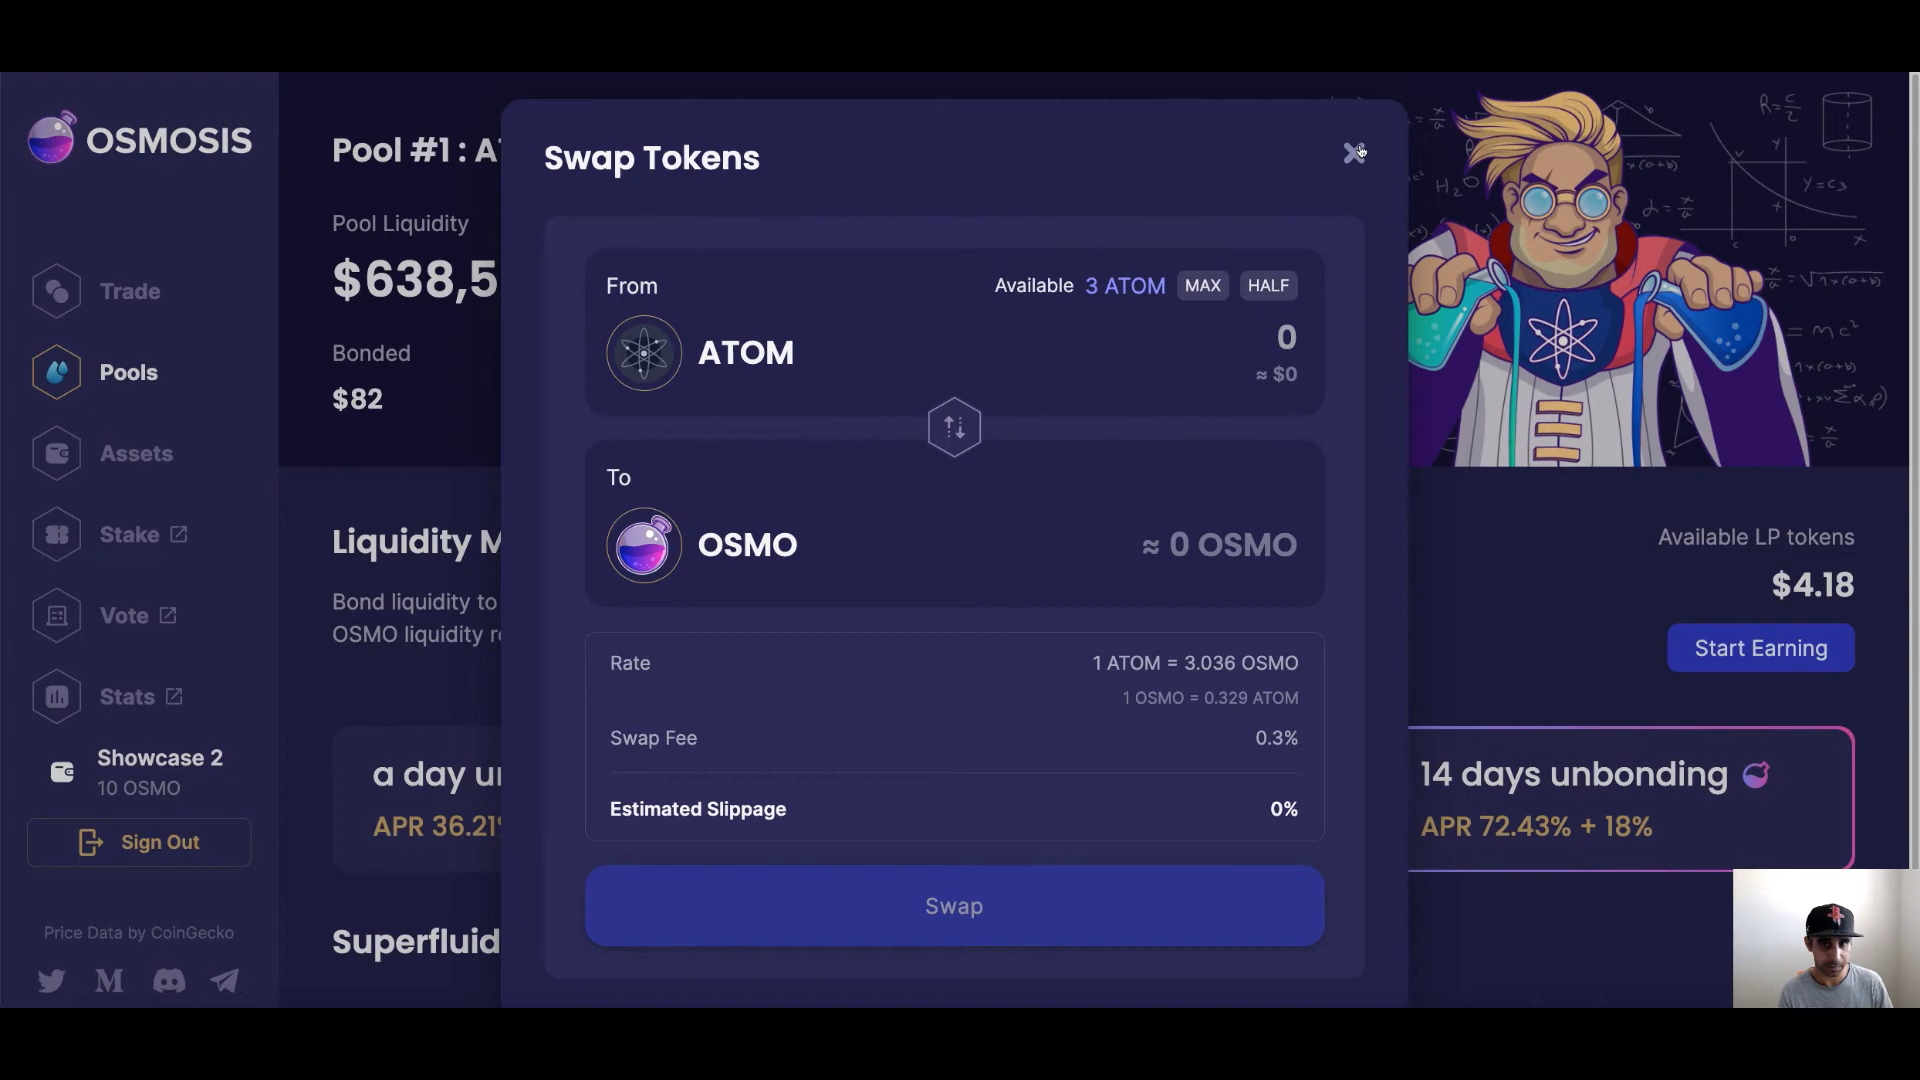 OSMOSIS
Trade
Pools
Assets
Stake
Vote
Stats
Showcase 2
10 OSMO
Sign Out
Price Data by CoinGecko
Pool #1 : A
Pool Liquidity
$638,5
Bonded
$82
Liquidity M
Bond liquidity to
OSMO liquidity r
a day u
APR 36.21
Superfluid
Swap Tokens
From
Available 3 ATOM MAX HALF
ATOM
0
≈ $0
To
OSMO
≈ 0 OSMO
Rate
1 ATOM = 3.036 OSMO
1 OSMO = 0.329 ATOM
Swap Fee
0.3%
Estimated Slippage
0%
Swap
Available LP tokens
$4.18
Start Earning
14 days unbonding
APR 72.43% + 18%